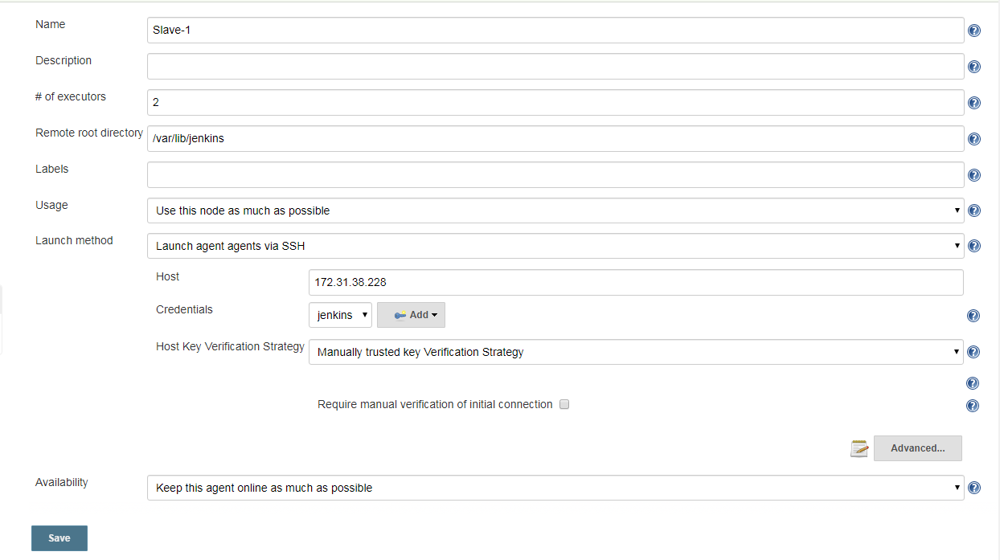 Name
Slave-1
Description
# of executors
2
Remote root directory
/var/lib/jenkins
Labels
Usage
Use this node as much as possible
Launch method
Launch agent agents via SSH
Host
172.31.38.228
Credentials
jenkins
Add
Host Key Verification Strategy
Manually trusted key Verification Strategy
Require manual verification of initial connection
Advanced...
Availability
Keep this agent online as much as possible
Save